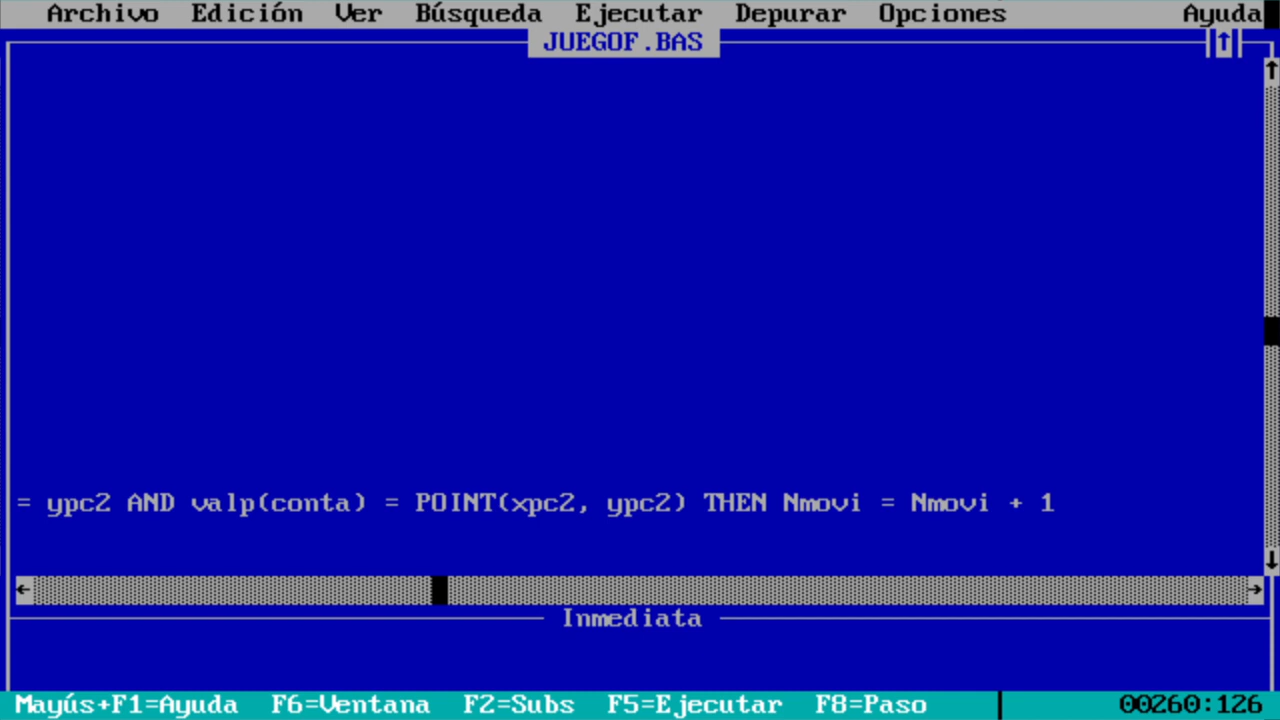 Archivo Edición Ver Búsqueda Ejecutar Depurar Opciones Ayuda
JUEGOF.BAS
= ypc2 AND valp(conta) = POINT(xpc2, ypc2) THEN Nmovi = Nmovi + 1
Inmediata
Mayús+F1=Ayuda F6=Ventana F2=Subs F5=Ejecutar F8=Paso 00260:126